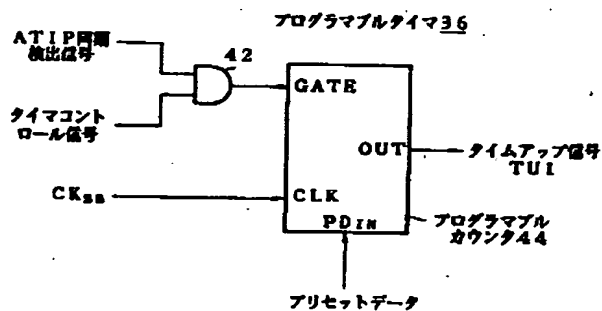 プログラマブルタイマ36
ATIP同期
検出信号
42
GATE
タイマコント
ロール信号
OUT
タイムアップ信号
TUI
CLK
PDIN
プログラマブル
カウンタ44
プリセットデータ